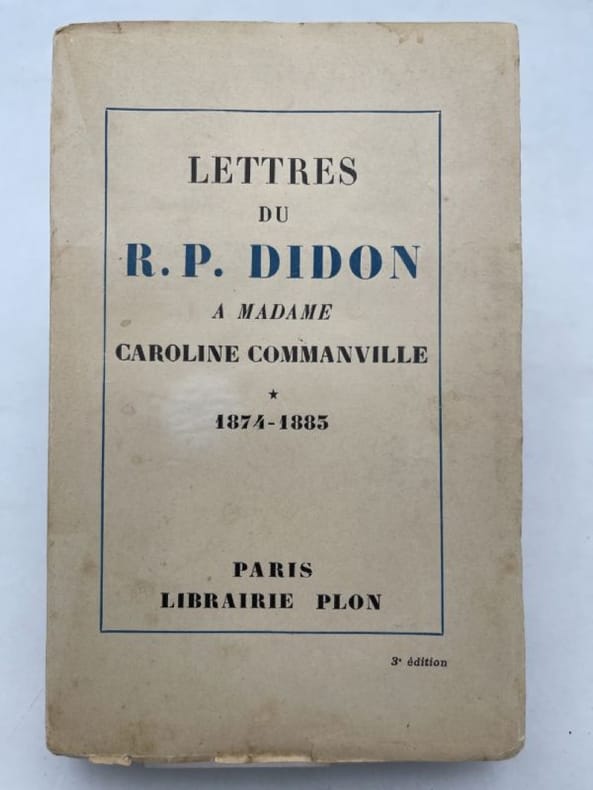 LETTRES
DU
R. P. DIDON
A MADAME
CAROLINE COMMANVILLE
★
1874-1883
PARIS
LIBRAIRIE PLON
3e édition